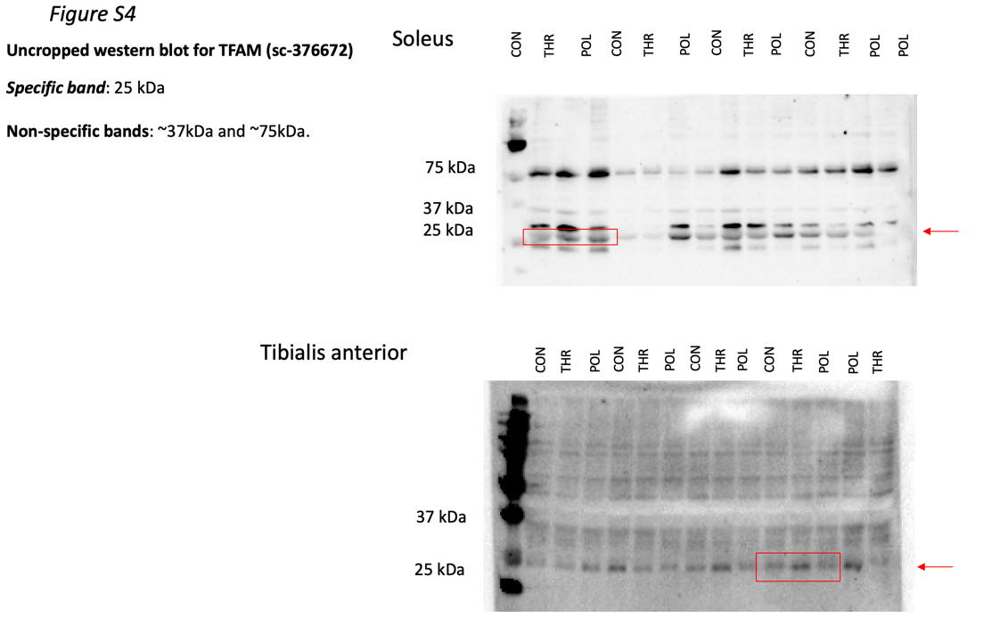 Figure S4
Uncropped western blot for TFAM (sc-376672)
Specific band: 25 kDa
Non-specific bands: ~37kDa and ~75kDa.
Soleus
CON THR POL CON THR POL CON THR POL CON THR POL POL
75 kDa
37 kDa
25 kDa
Tibialis anterior
CON THR POL CON THR POL CON THR POL CON THR POL POL THR
37 kDa
25 kDa